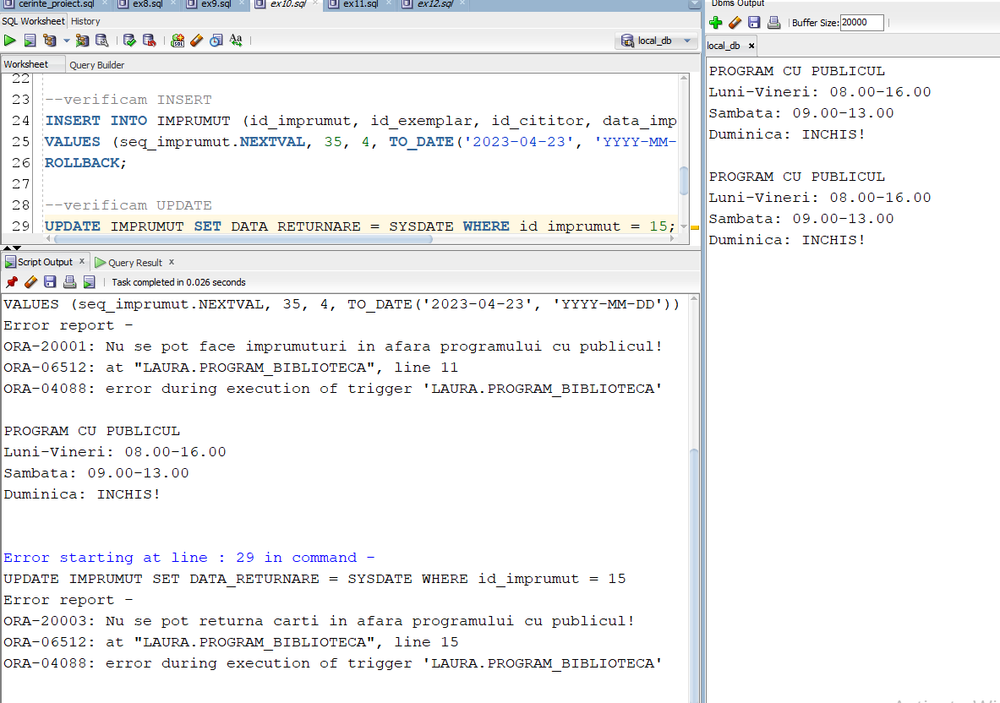 cerinte_proiect.sql ex8.sql ex9.sql ex10.sql ex11.sql ex12.sql
SQL Worksheet History
local_db
Worksheet Query Builder
22
23 --verificam INSERT
24 INSERT INTO IMPRUMUT (id_imprumut, id_exemplar, id_cititor, data_imp
25 VALUES (seq_imprumut.NEXTVAL, 35, 4, TO_DATE('2023-04-23', 'YYYY-MM-
26 ROLLBACK;
27
28 --verificam UPDATE
29 UPDATE IMPRUMUT SET DATA_RETURNARE = SYSDATE WHERE id_imprumut = 15;
Script Output x Query Result x
Task completed in 0.026 seconds
VALUES (seq_imprumut.NEXTVAL, 35, 4, TO_DATE('2023-04-23', 'YYYY-MM-DD'))
Error report -
ORA-20001: Nu se pot face imprumuturi in afara programului cu publicul!
ORA-06512: at "LAURA.PROGRAM_BIBLIOTECA", line 11
ORA-04088: error during execution of trigger 'LAURA.PROGRAM_BIBLIOTECA'
PROGRAM CU PUBLICUL
Luni-Vineri: 08.00-16.00
Sambata: 09.00-13.00
Duminica: INCHIS!
Error starting at line : 29 in command -
UPDATE IMPRUMUT SET DATA_RETURNARE = SYSDATE WHERE id_imprumut = 15
Error report -
ORA-20003: Nu se pot returna carti in afara programului cu publicul!
ORA-06512: at "LAURA.PROGRAM_BIBLIOTECA", line 15
ORA-04088: error during execution of trigger 'LAURA.PROGRAM_BIBLIOTECA'
Dbms Output
Buffer Size: 20000
local_db x
PROGRAM CU PUBLICUL
Luni-Vineri: 08.00-16.00
Sambata: 09.00-13.00
Duminica: INCHIS!
PROGRAM CU PUBLICUL
Luni-Vineri: 08.00-16.00
Sambata: 09.00-13.00
Duminica: INCHIS!